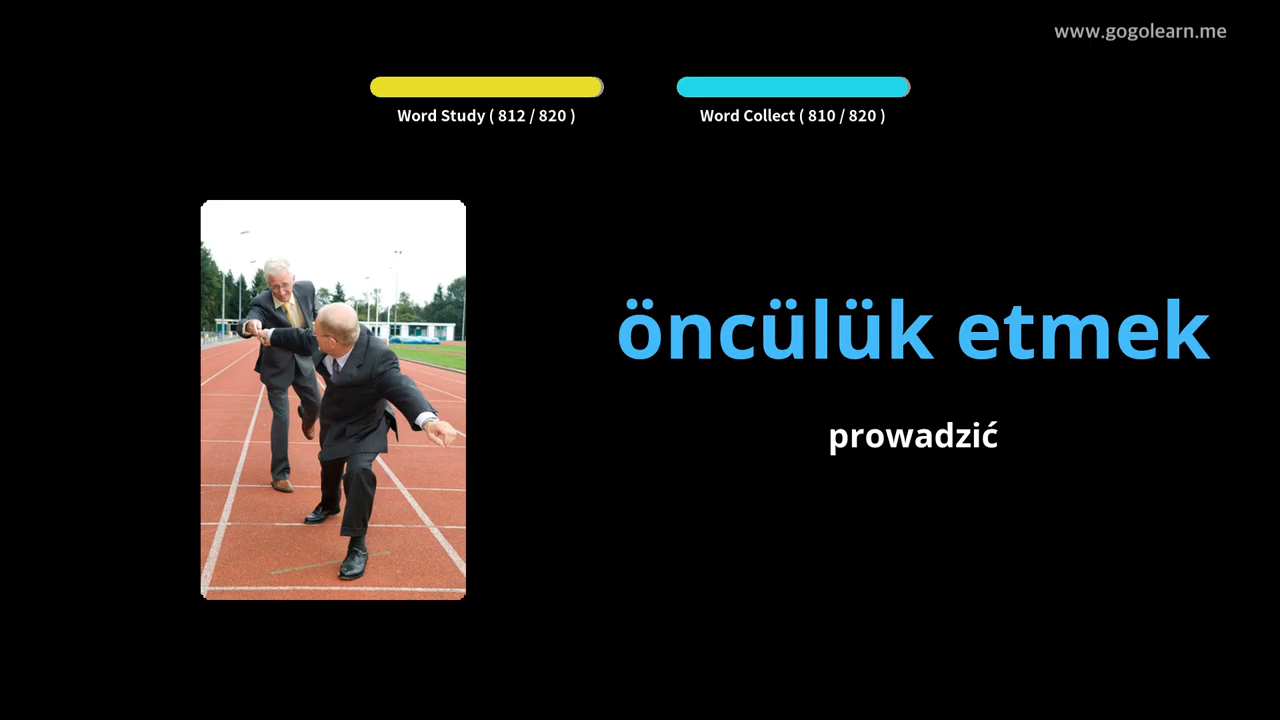 www.gogolearn.me
Word Study ( 812 / 820 )
Word Collect ( 810 / 820 )
öncülük etmek
prowadzić